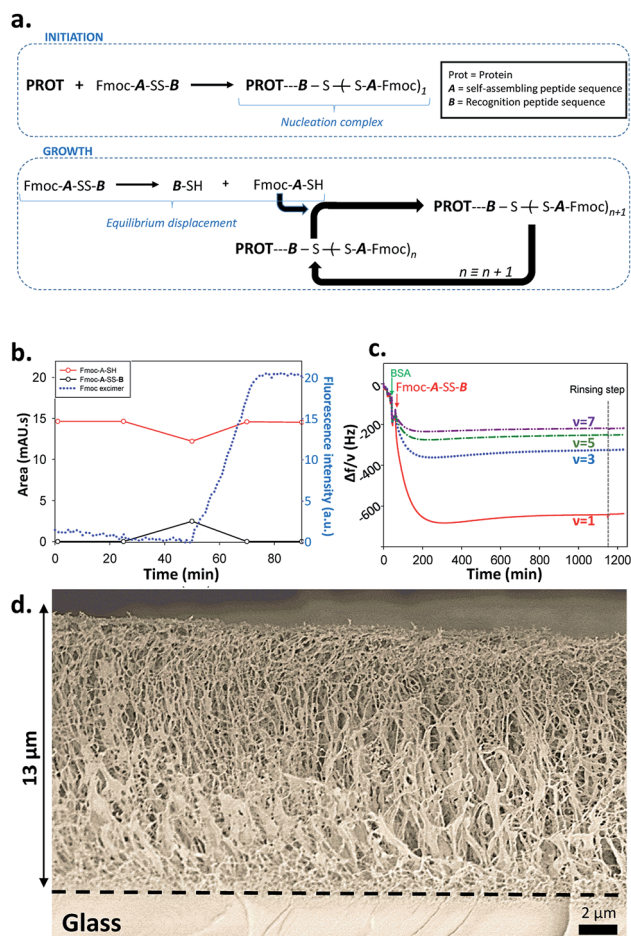 a.
INITIATION
PROT + Fmoc-A-SS-B PROT---B – S –( S-A-Fmoc)1
Nucleation complex
Prot = Protein
A = self-assembling peptide sequence
B = Recognition peptide sequence
GROWTH
Fmoc-A-SS-B B-SH + Fmoc-A-SH
Equilibrium displacement
PROT---B – S –( S-A-Fmoc)n+1
PROT---B – S –( S-A-Fmoc)n
n ≡ n + 1
b.
Fmoc-A-SH
Fmoc-A-SS-B
Fmoc excimer
Area (mAU.s)
20
15
10
5
0
0 20 40 60 80
Time (min)
20
15
10
5
0
Fluorescence intensity (a.u.)
c.
BSA
Fmoc-A-SS-B
Rinsing step
Δf/ν (Hz)
0
-200
-400
-600
ν=7
ν=5
ν=3
ν=1
0 200 400 600 800 1000 1200
Time (min)
d.
13 µm
Glass
2 µm